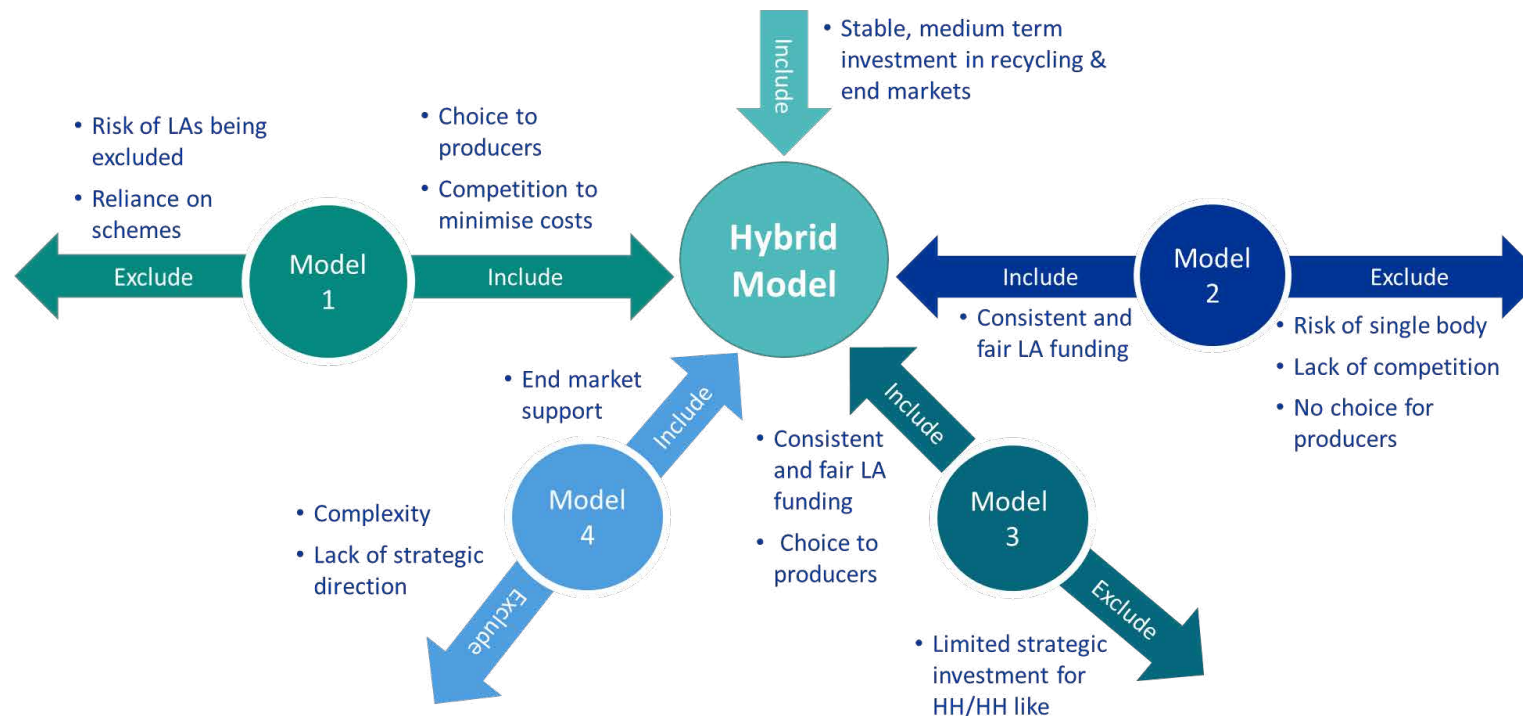 Include
• Stable, medium term
investment in recycling &
end markets
• Risk of LAs being
excluded
• Reliance on
schemes
• Choice to
producers
• Competition to
minimise costs
Exclude
Model
1
Include
Hybrid
Model
Include
Model
2
Exclude
• Consistent and
fair LA funding
• Risk of single body
• Lack of competition
• No choice for
producers
• End market
support
Include
Model
4
• Complexity
• Lack of strategic
direction
Exclude
Include
• Consistent
and fair LA
funding
• Choice to
producers
Model
3
Exclude
• Limited strategic
investment for
HH/HH like